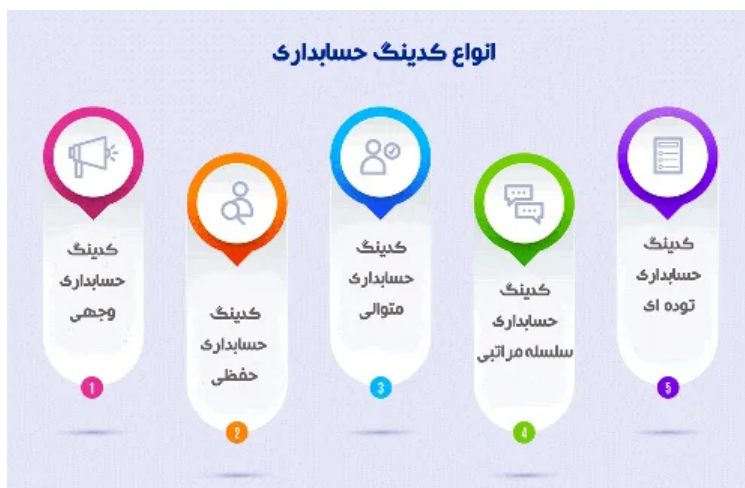 انواع کدینگ حسابداری
کدینگ
حسابداری
وجهی
1
کدینگ
حسابداری
حفظی
2
کدینگ
حسابداری
متوالی
3
کدینگ
حسابداری
سلسله مراتبی
4
کدینگ
حسابداری
توده ای
5